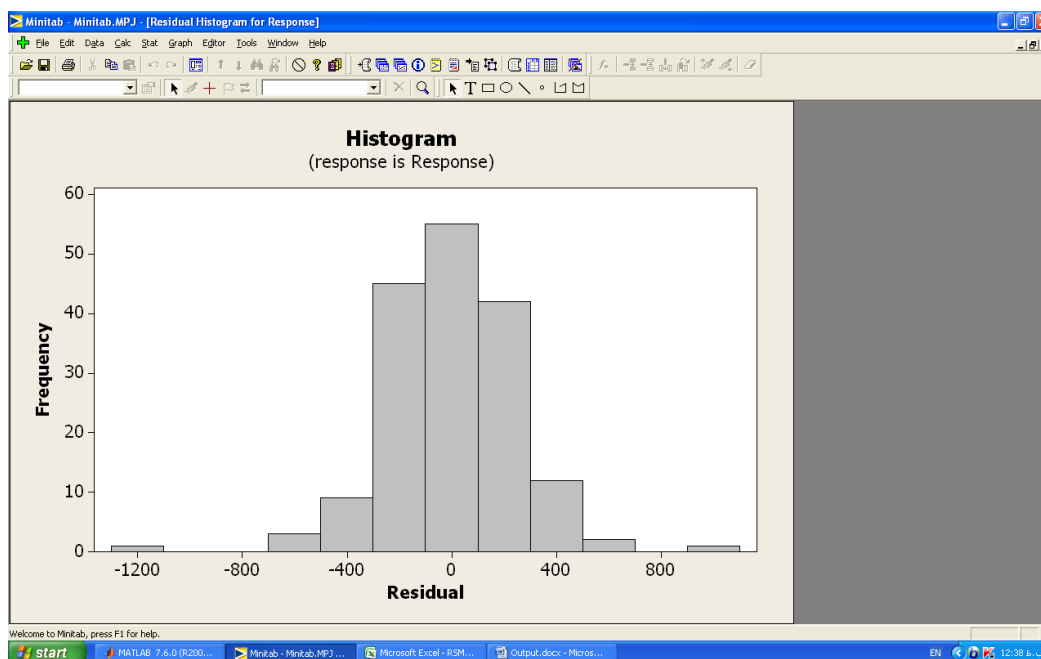 Minitab - Minitab.MPJ - [Residual Histogram for Response]
File Edit Data Calc Stat Graph Editor Tools Window Help
Histogram
(response is Response)
60
50
40
30
20
10
0
Frequency
-1200 -800 -400 0 400 800
Residual
Welcome to Minitab, press F1 for help.
start MATLAB 7.6.0 (R200... Minitab - Minitab.MPJ ... Microsoft Excel - RSM... Output.docx - Micros... EN 12:38